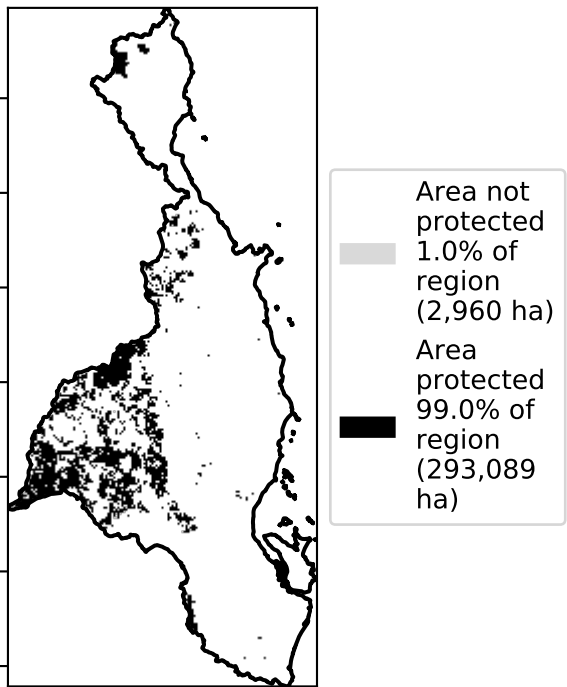 Area not
protected
1.0% of
region
(2,960 ha)
Area
protected
99.0% of
region
(293,089
ha)